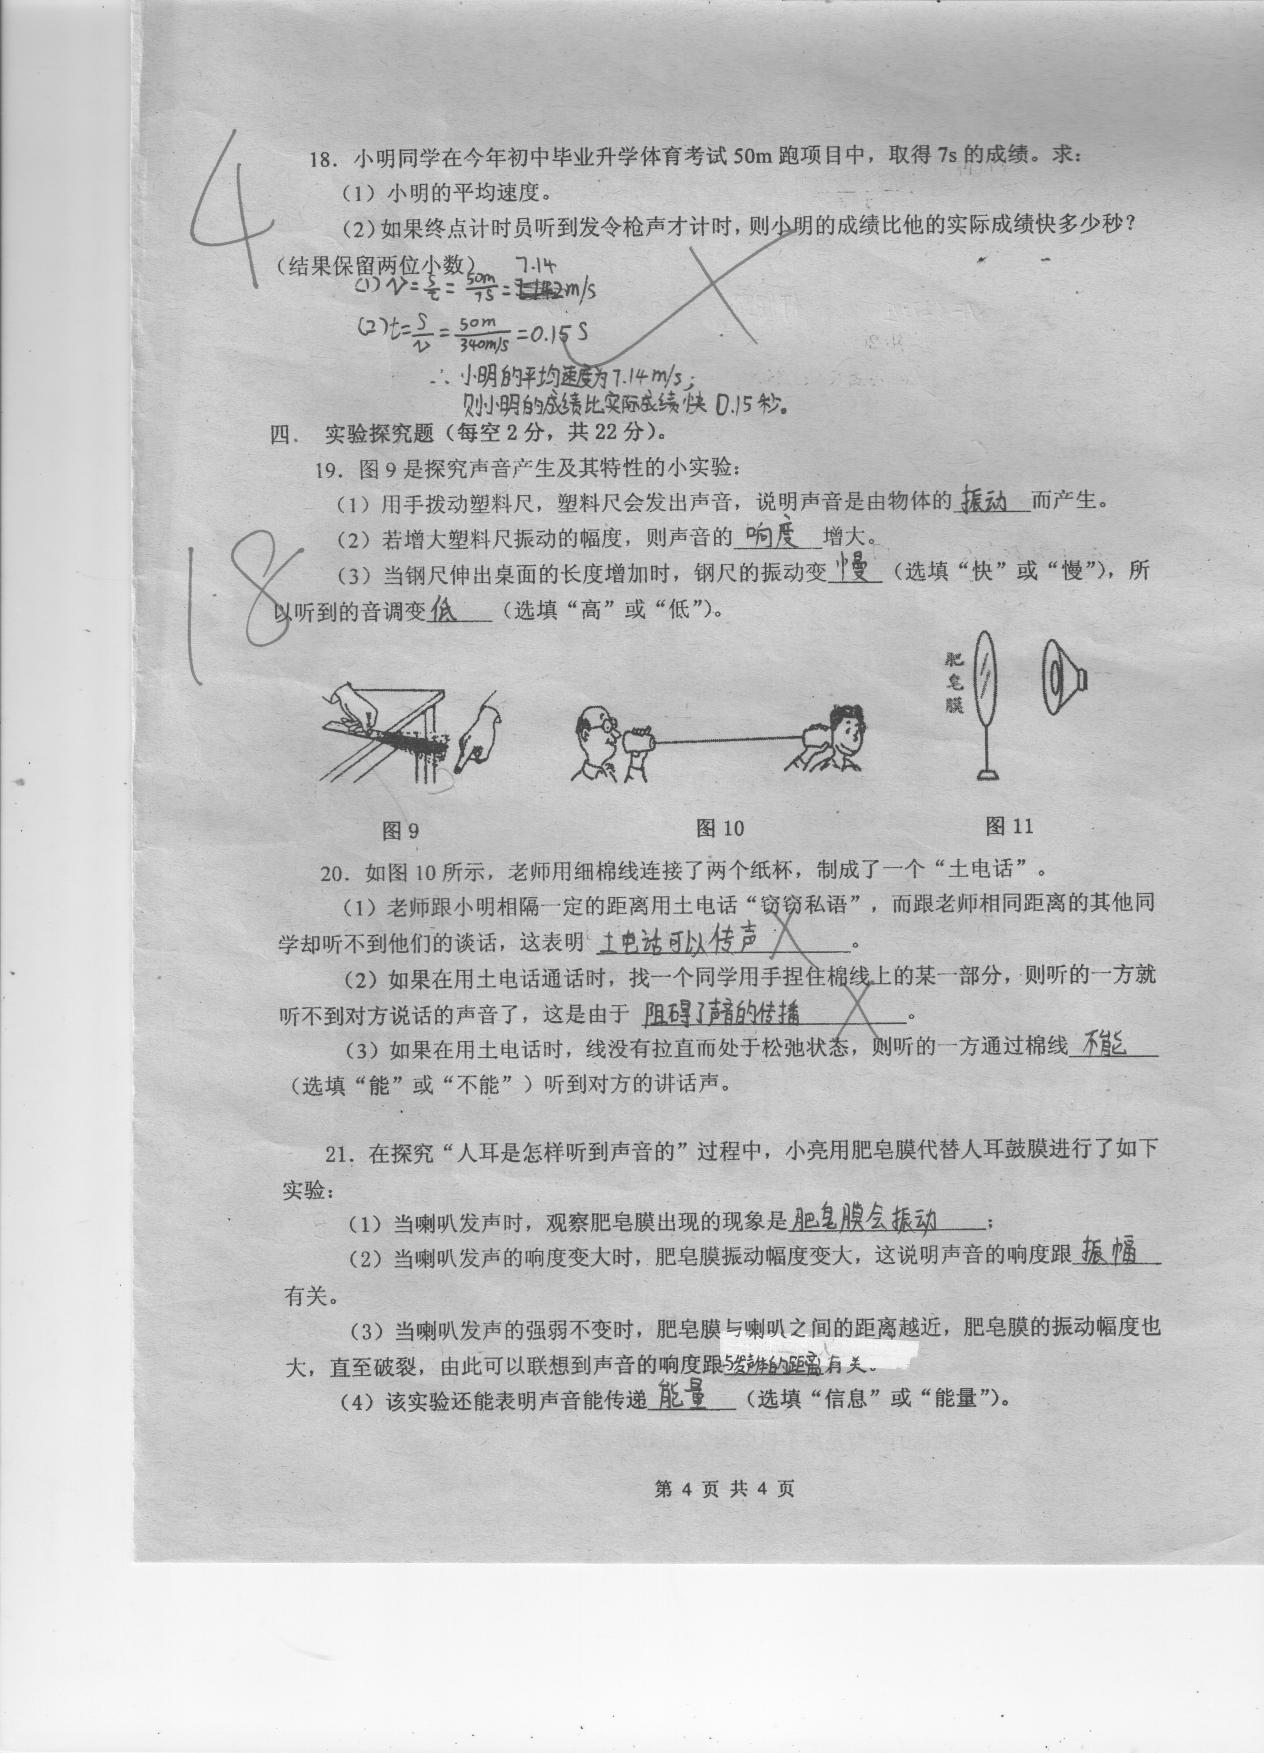 4
18．小明同学在今年初中毕业升学体育考试 50m 跑项目中，取得 7s 的成绩。求：
（1）小明的平均速度。
（2）如果终点计时员听到发令枪声才计时，则小明的成绩比他的实际成绩快多少秒？
（结果保留两位小数）
7.14
(1) v=s/t=50m/7s=m/s
(2) t=s/v=50m/340m/s=0.15s
∴小明的平均速度为7.14m/s；
则小明的成绩比实际成绩快0.15秒。
四． 实验探究题（每空 2 分，共 22 分）。
18
19．图 9 是探究声音产生及其特性的小实验：
（1）用手拨动塑料尺，塑料尺会发出声音，说明声音是由物体的 振动 而产生。
（2）若增大塑料尺振动的幅度，则声音的 响度 增大。
（3）当钢尺伸出桌面的长度增加时，钢尺的振动变 慢 （选填“快”或“慢”），所
以听到的音调变 低 （选填“高”或“低”）。
肥皂膜
图 9 图 10 图 11
20．如图 10 所示，老师用细棉线连接了两个纸杯，制成了一个“土电话”。
（1）老师跟小明相隔一定的距离用土电话“窃窃私语”，而跟老师相同距离的其他同
学却听不到他们的谈话，这表明 土电话可以传声 。
（2）如果在用土电话通话时，找一个同学用手捏住棉线上的某一部分，则听的一方就
听不到对方说话的声音了，这是由于 阻碍了声音的传播 。
（3）如果在用土电话时，线没有拉直而处于松弛状态，则听的一方通过棉线 不能
（选填“能”或“不能”）听到对方的讲话声。
21．在探究“人耳是怎样听到声音的”过程中，小亮用肥皂膜代替人耳鼓膜进行了如下
实验：
（1）当喇叭发声时，观察肥皂膜出现的现象是 肥皂膜会振动 ；
（2）当喇叭发声的响度变大时，肥皂膜振动幅度变大，这说明声音的响度跟 振幅
有关。
（3）当喇叭发声的强弱不变时，肥皂膜与喇叭之间的距离越近，肥皂膜的振动幅度也
大，直至破裂，由此可以联想到声音的响度跟 与发声体的距离 有关。
（4）该实验还能表明声音能传递 能量 （选填“信息”或“能量”）。
第 4 页 共 4 页